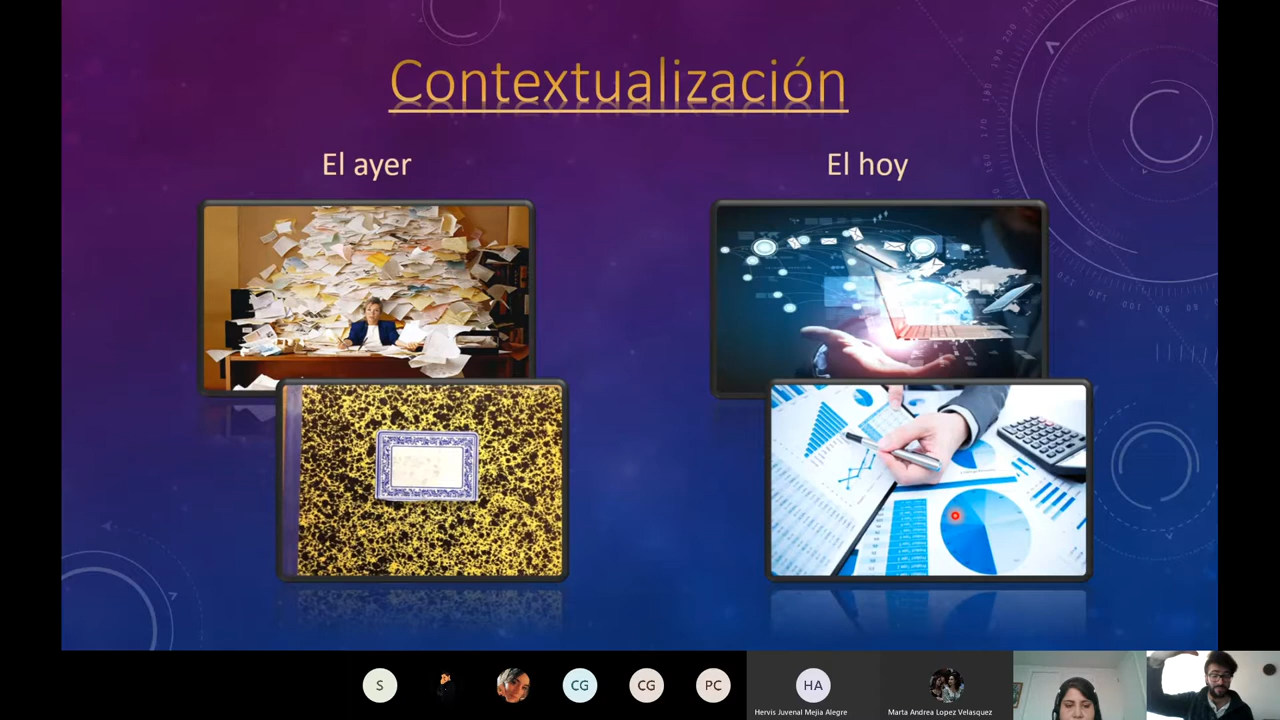 Contextualización
El ayer
El hoy
S
CG
CG
PC
HA
Hervis Juvenal Mejia Alegre
Marta Andrea Lopez Velasquez